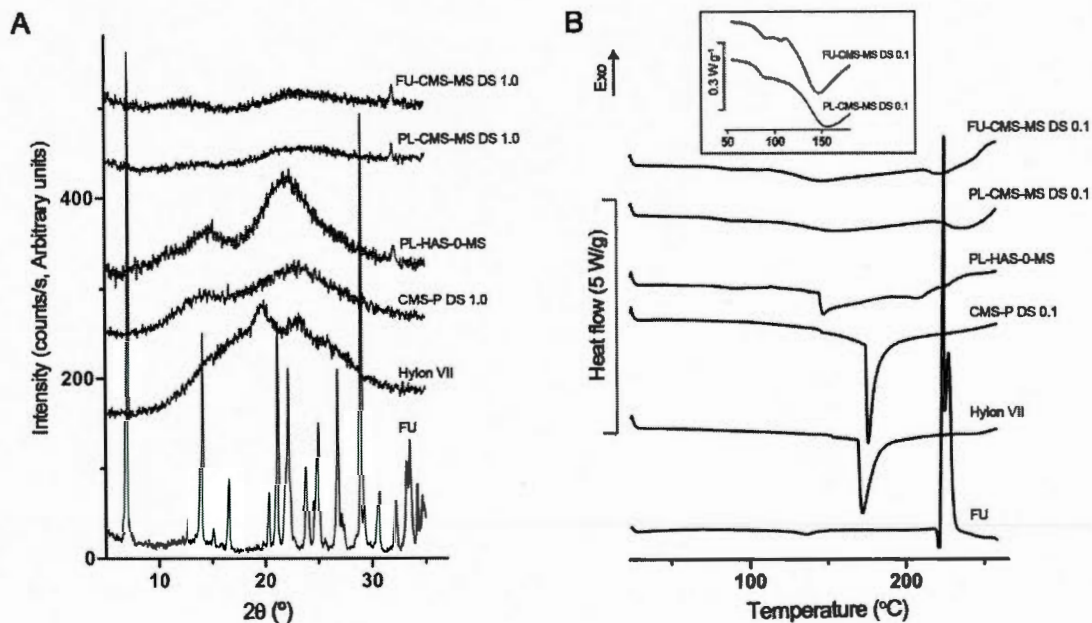 A
Intensity (counts/s, Arbitrary units)
400
200
0
FU-CMS-MS DS 1.0
PL-CMS-MS DS 1.0
PL-HAS-0-MS
CMS-P DS 1.0
Hylon VII
FU
10 20 30
2θ (º)
B
Exo
0.3 W g⁻¹
FU-CMS-MS DS 0.1
PL-CMS-MS DS 0.1
50 100 150
Heat flow (5 W/g)
FU-CMS-MS DS 0.1
PL-CMS-MS DS 0.1
PL-HAS-0-MS
CMS-P DS 0.1
Hylon VII
FU
100 200
Temperature (ºC)